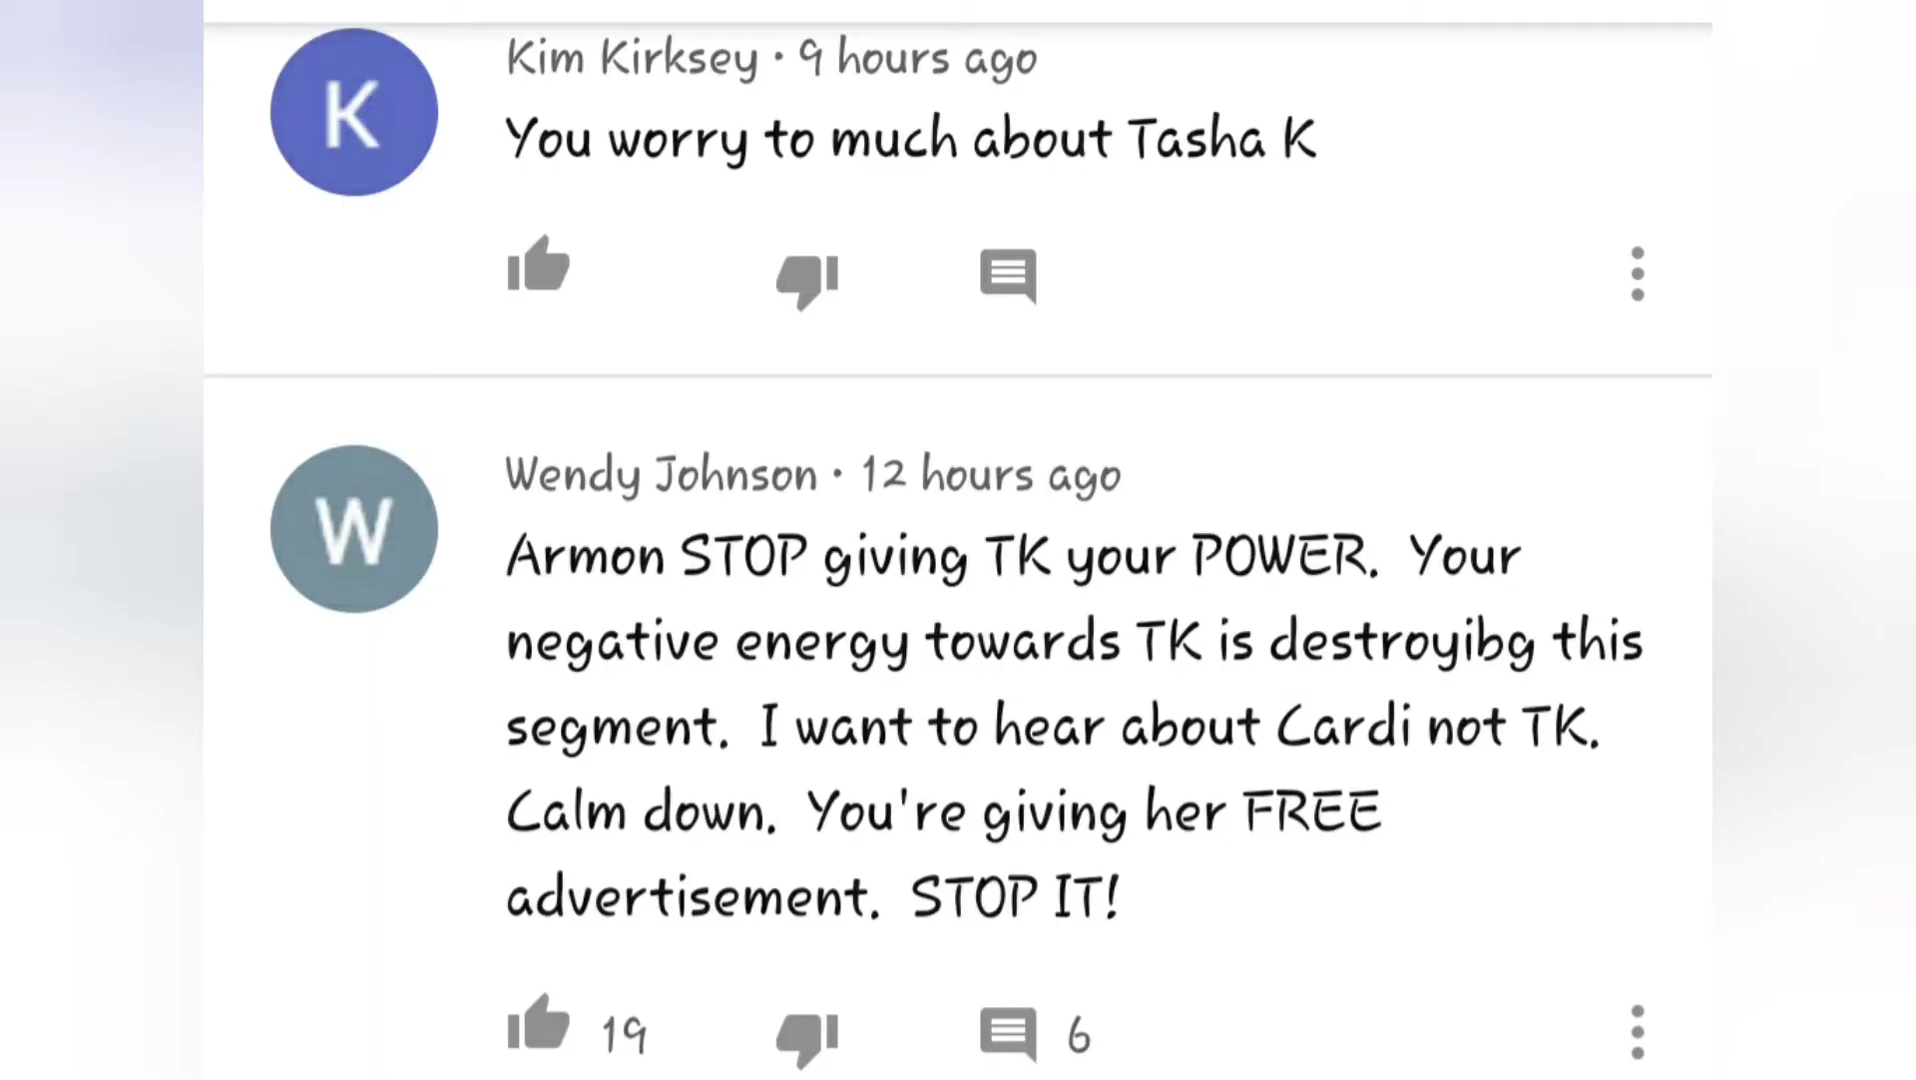 K
Kim Kirksey · 9 hours ago
You worry to much about Tasha K
W
Wendy Johnson · 12 hours ago
Armon STOP giving TK your POWER. Your
negative energy towards TK is destroyibg this
segment. I want to hear about Cardi not TK.
Calm down. You're giving her FREE
advertisement. STOP IT!
19 6